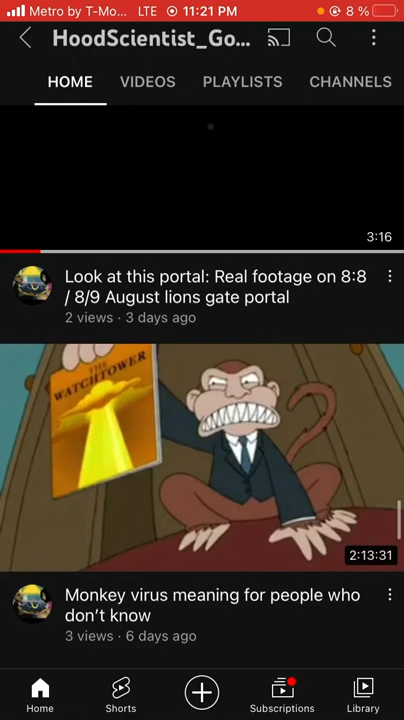 Metro by T-Mo... LTE 11:21 PM 8 %
HoodScientist_Go...
HOME VIDEOS PLAYLISTS CHANNELS
3:16
Look at this portal: Real footage on 8:8
/ 8/9 August lions gate portal
2 views · 3 days ago
THE
WATCHTOWER
2:13:31
Monkey virus meaning for people who
don't know
3 views · 6 days ago
Home Shorts Subscriptions Library